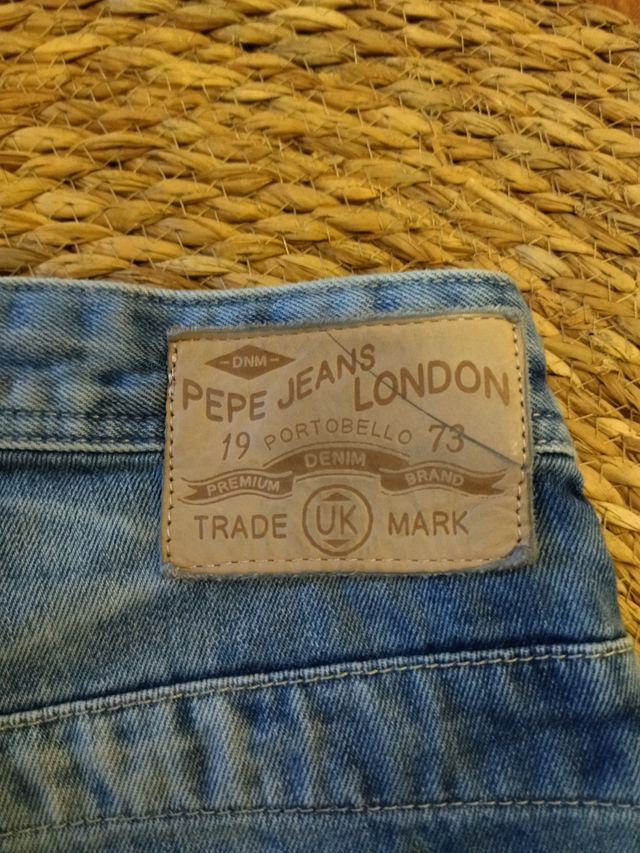 -DNM-
PEPE JEANS LONDON
19 PORTOBELLO 73
DENIM
PREMIUM BRAND
TRADE UK MARK